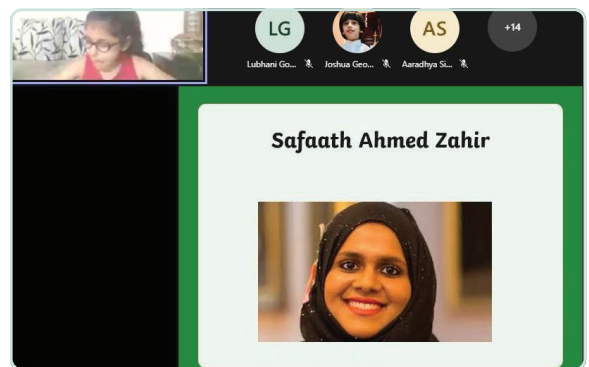 LG
AS
+14
Lubhani Go... Joshua Geo... Aaradhya Si...
Safaath Ahmed Zahir